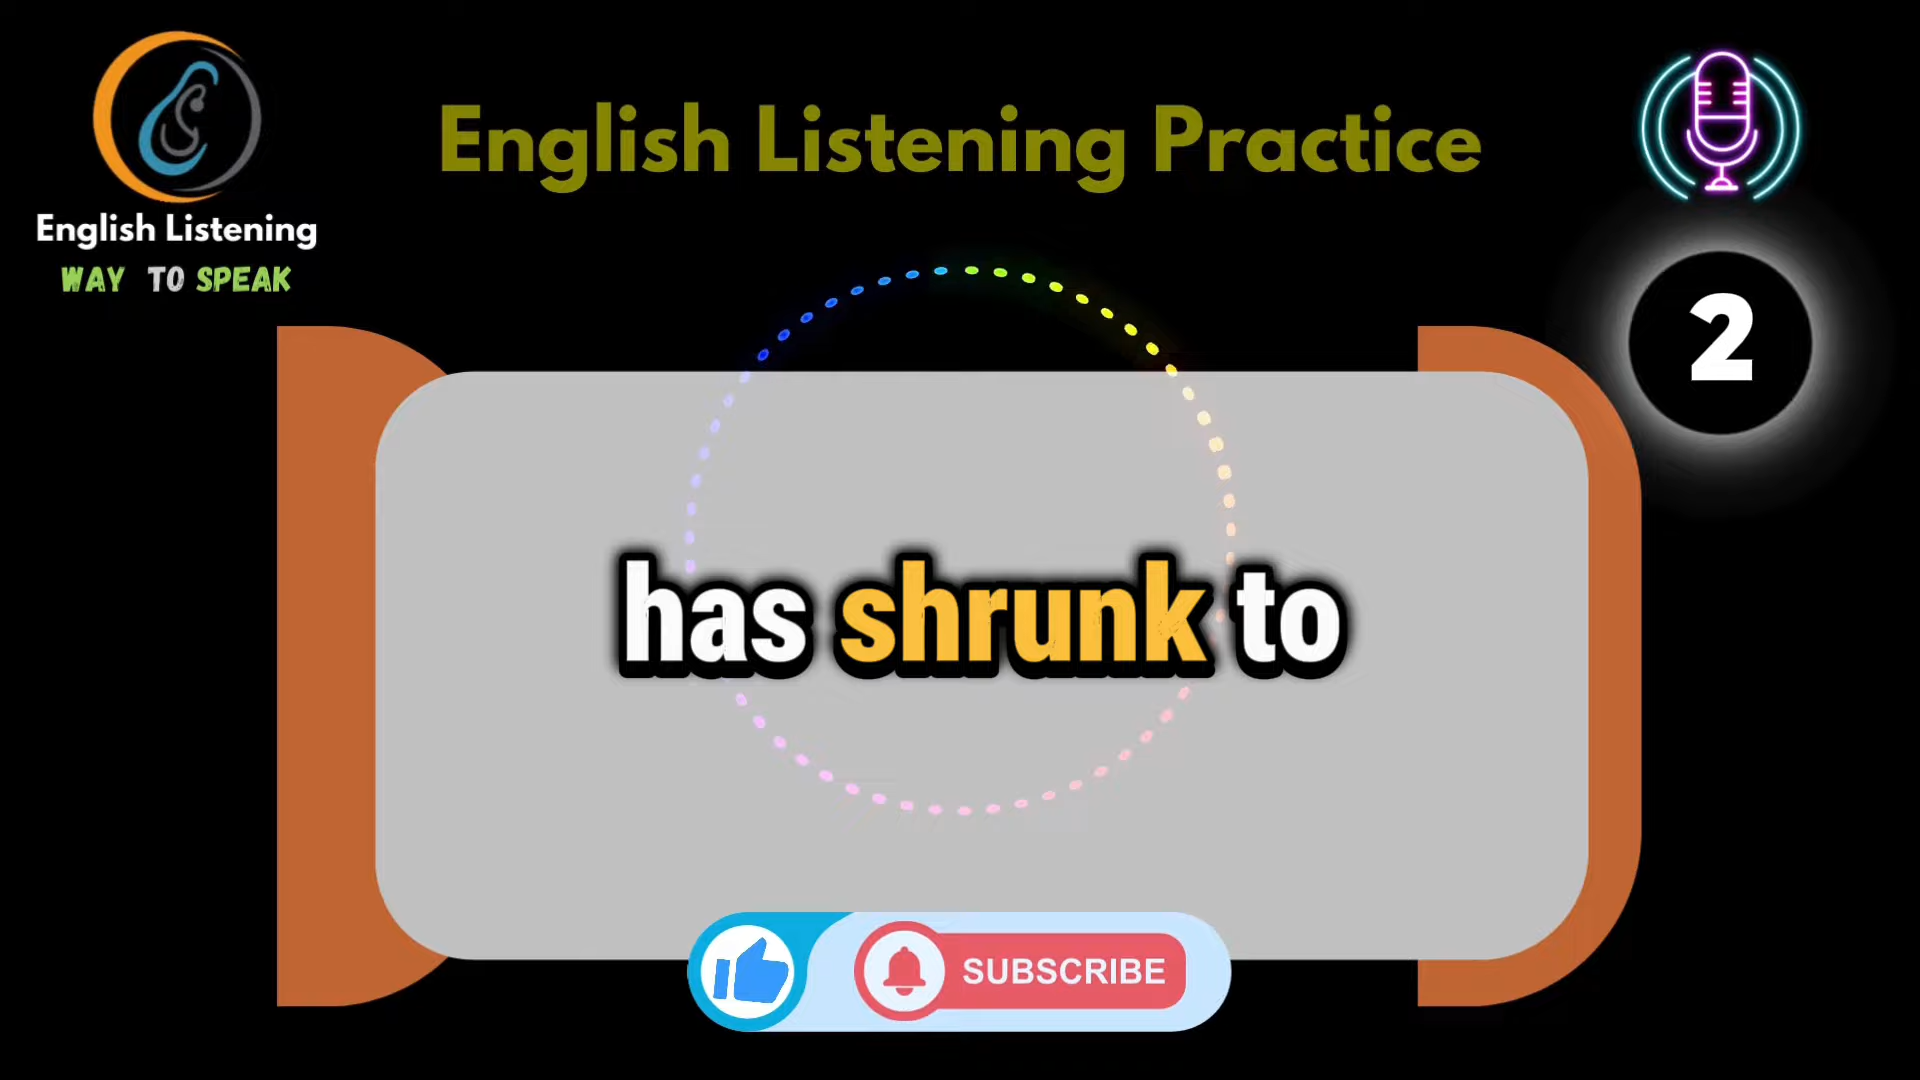 English Listening Practice
English Listening
WAY TO SPEAK
2
has shrunk to
SUBSCRIBE